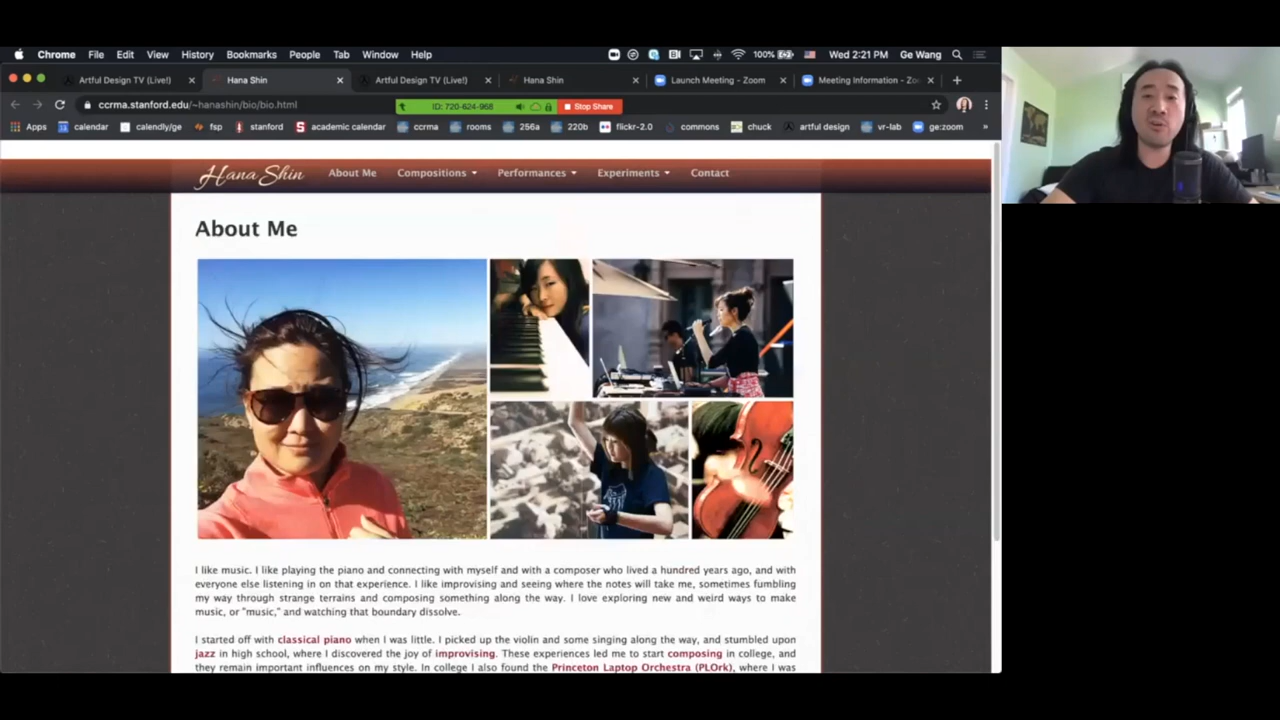 Chrome File Edit View History Bookmarks People Tab Window Help 100% Wed 2:21 PM Ge Wang
Artful Design TV (Live!) Hana Shin Artful Design TV (Live!) Hana Shin Launch Meeting - Zoom Meeting Information - Zo
ccrma.stanford.edu/~hanashin/bio/bio.html ID: 720-624-968 Stop Share
Apps calendar calendly/ge fsp stanford academic calendar ccrma rooms 256a 220b flickr-2.0 commons chuck artful design vr-lab ge:zoom »
Hana Shin About Me Compositions Performances Experiments Contact
About Me
I like music. I like playing the piano and connecting with myself and with a composer who lived a hundred years ago, and with
everyone else listening in on that experience. I like improvising and seeing where the notes will take me, sometimes fumbling
my way through strange terrains and composing something along the way. I love exploring new and weird ways to make
music, or "music," and watching that boundary dissolve.
I started off with classical piano when I was little. I picked up the violin and some singing along the way, and stumbled upon
jazz in high school, where I discovered the joy of improvising. These experiences led me to start composing in college, and
they remain important influences on my style. In college I also found the Princeton Laptop Orchestra (PLOrk), where I was